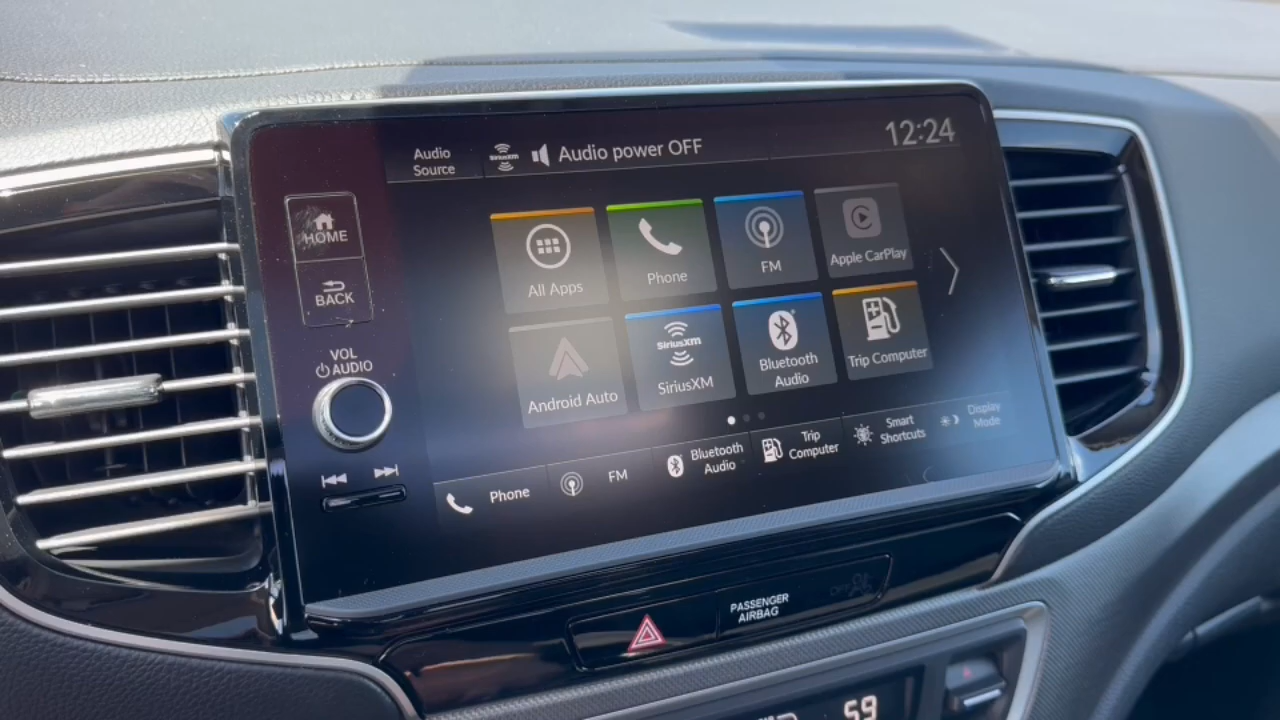 Audio
Source
SiriusXM
Audio power OFF
12:24
HOME
BACK
VOL
AUDIO
All Apps
Phone
FM
Apple CarPlay
Android Auto
SiriusXM
SiriusXM
Bluetooth
Audio
Trip Computer
Phone
FM
Bluetooth
Audio
Trip
Computer
Smart
Shortcuts
Display
Mode
PASSENGER
AIRBAG
OFF
59